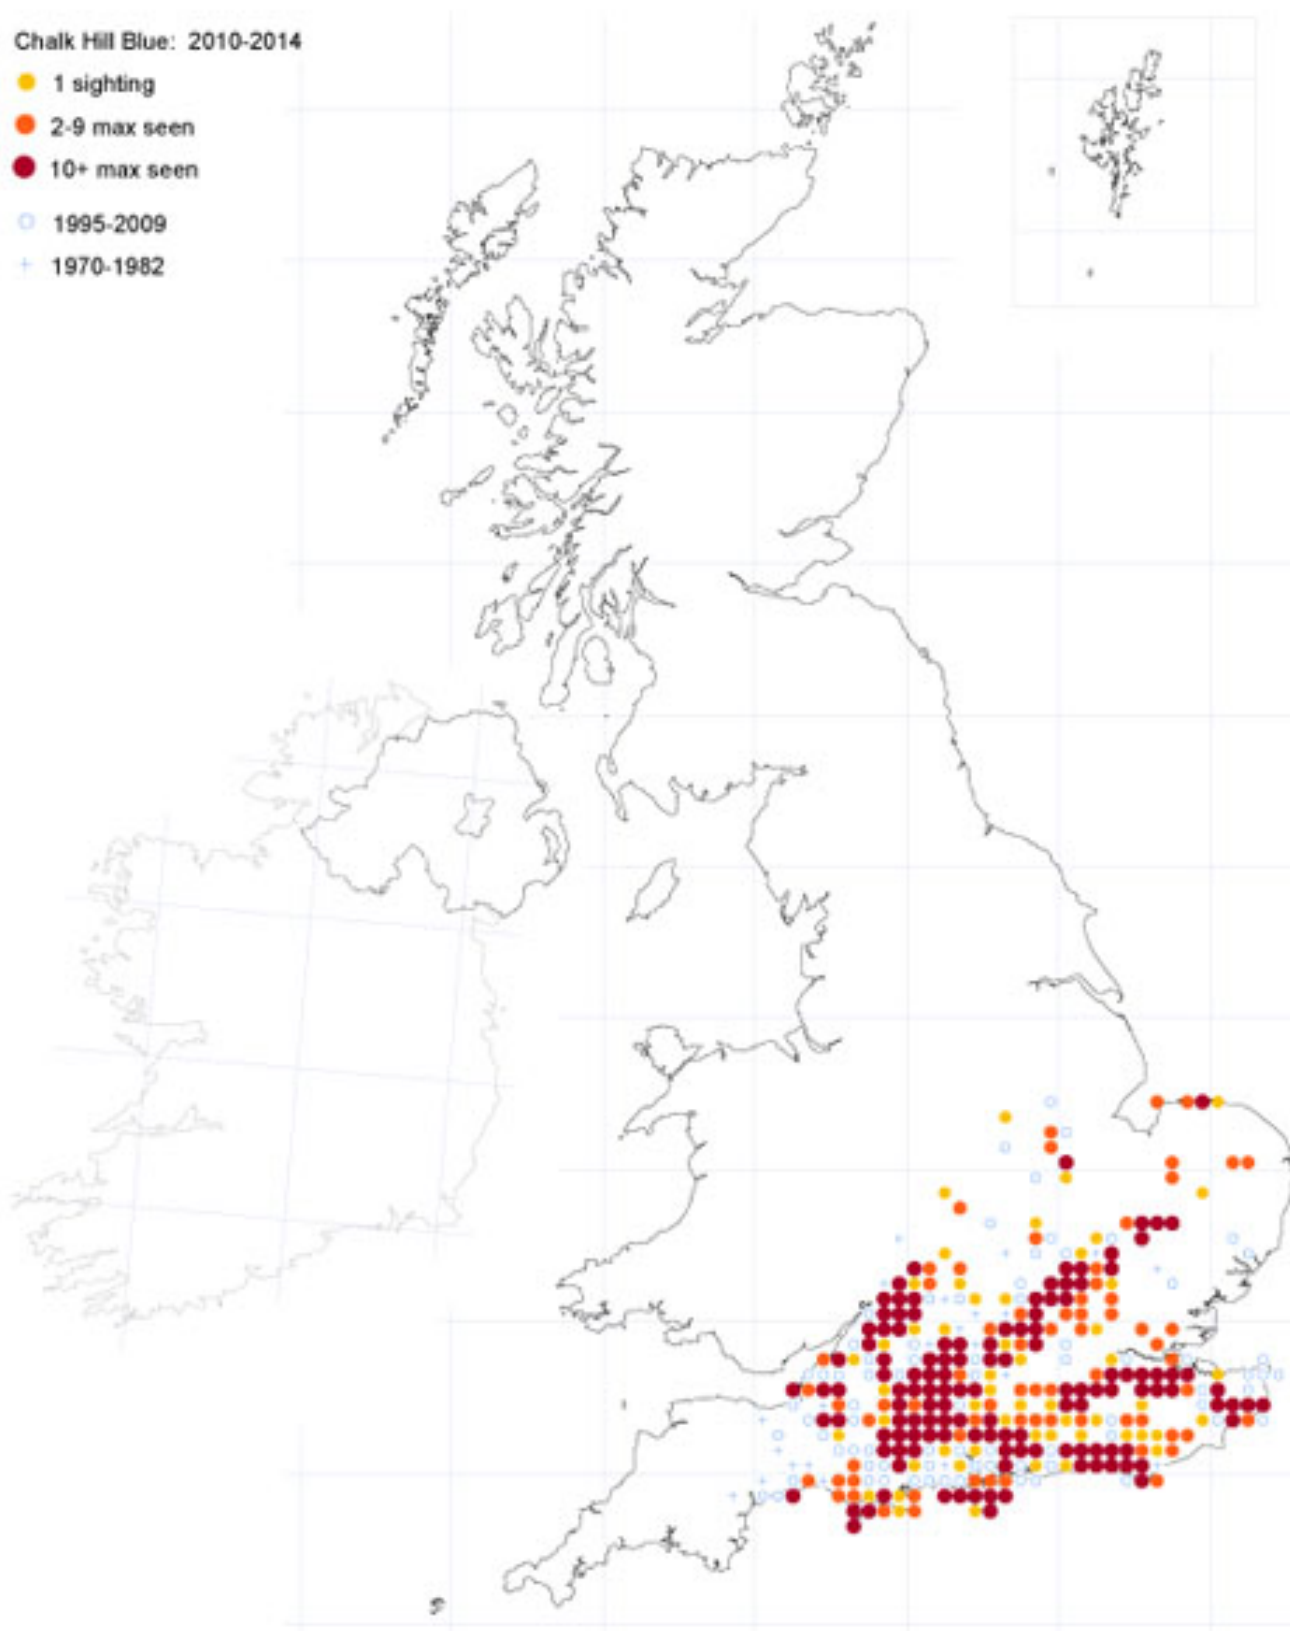 Chalk Hill Blue: 2010-2014
1 sighting
2-9 max seen
10+ max seen
1995-2009
1970-1982